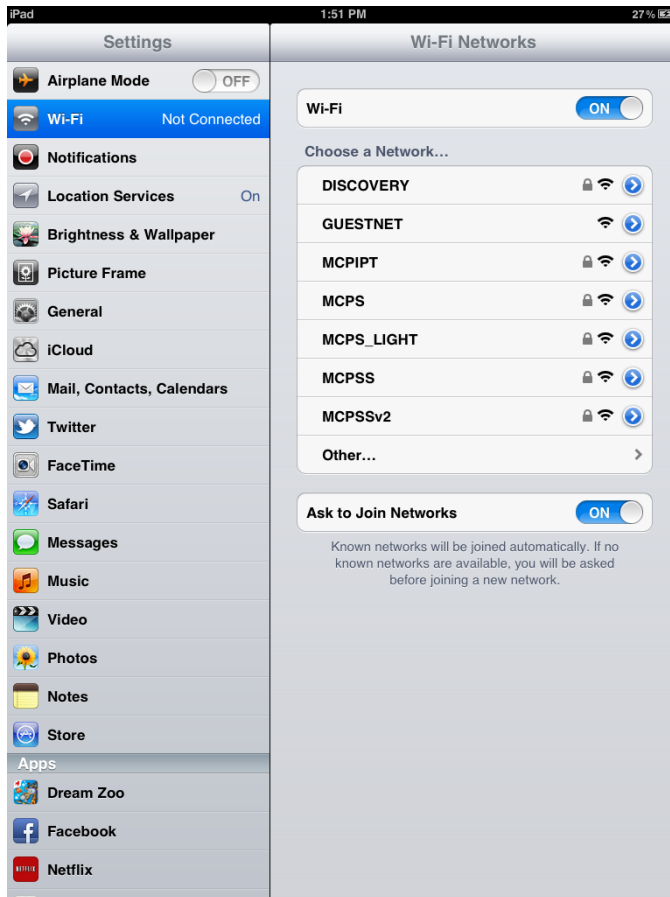 iPad
1:51 PM
27%
Settings
Airplane Mode
OFF
Wi-Fi
Not Connected
Notifications
Location Services
On
Brightness & Wallpaper
Picture Frame
General
iCloud
Mail, Contacts, Calendars
Twitter
FaceTime
Safari
Messages
Music
Video
Photos
Notes
Store
Apps
Dream Zoo
Facebook
NETFLIX
Netflix
Wi-Fi Networks
Wi-Fi
ON
Choose a Network...
DISCOVERY
GUESTNET
MCPIPT
MCPS
MCPS_LIGHT
MCPSS
MCPSSv2
Other...
Ask to Join Networks
ON
Known networks will be joined automatically. If no
known networks are available, you will be asked
before joining a new network.